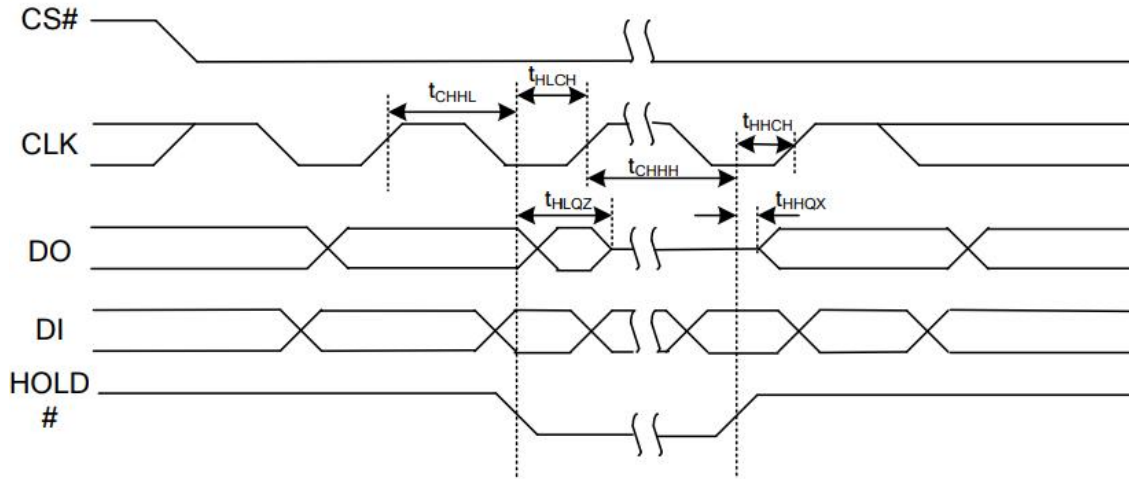 CS#
tCHHL
tHLCH
CLK
tHHCH
tCHHH
tHLQZ
tHHQX
DO
DI
HOLD
#